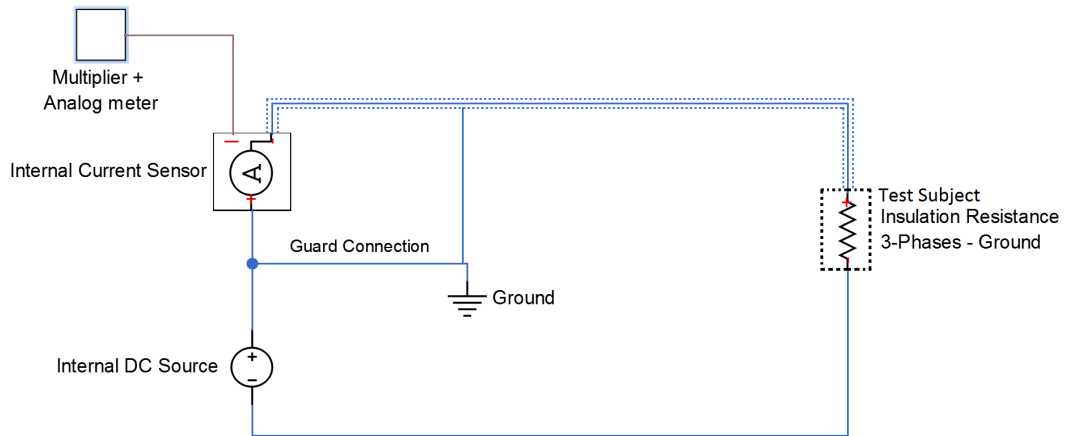 Multiplier +
Analog meter
Internal Current Sensor
A
Test Subject
Insulation Resistance
3-Phases - Ground
Guard Connection
Ground
Internal DC Source